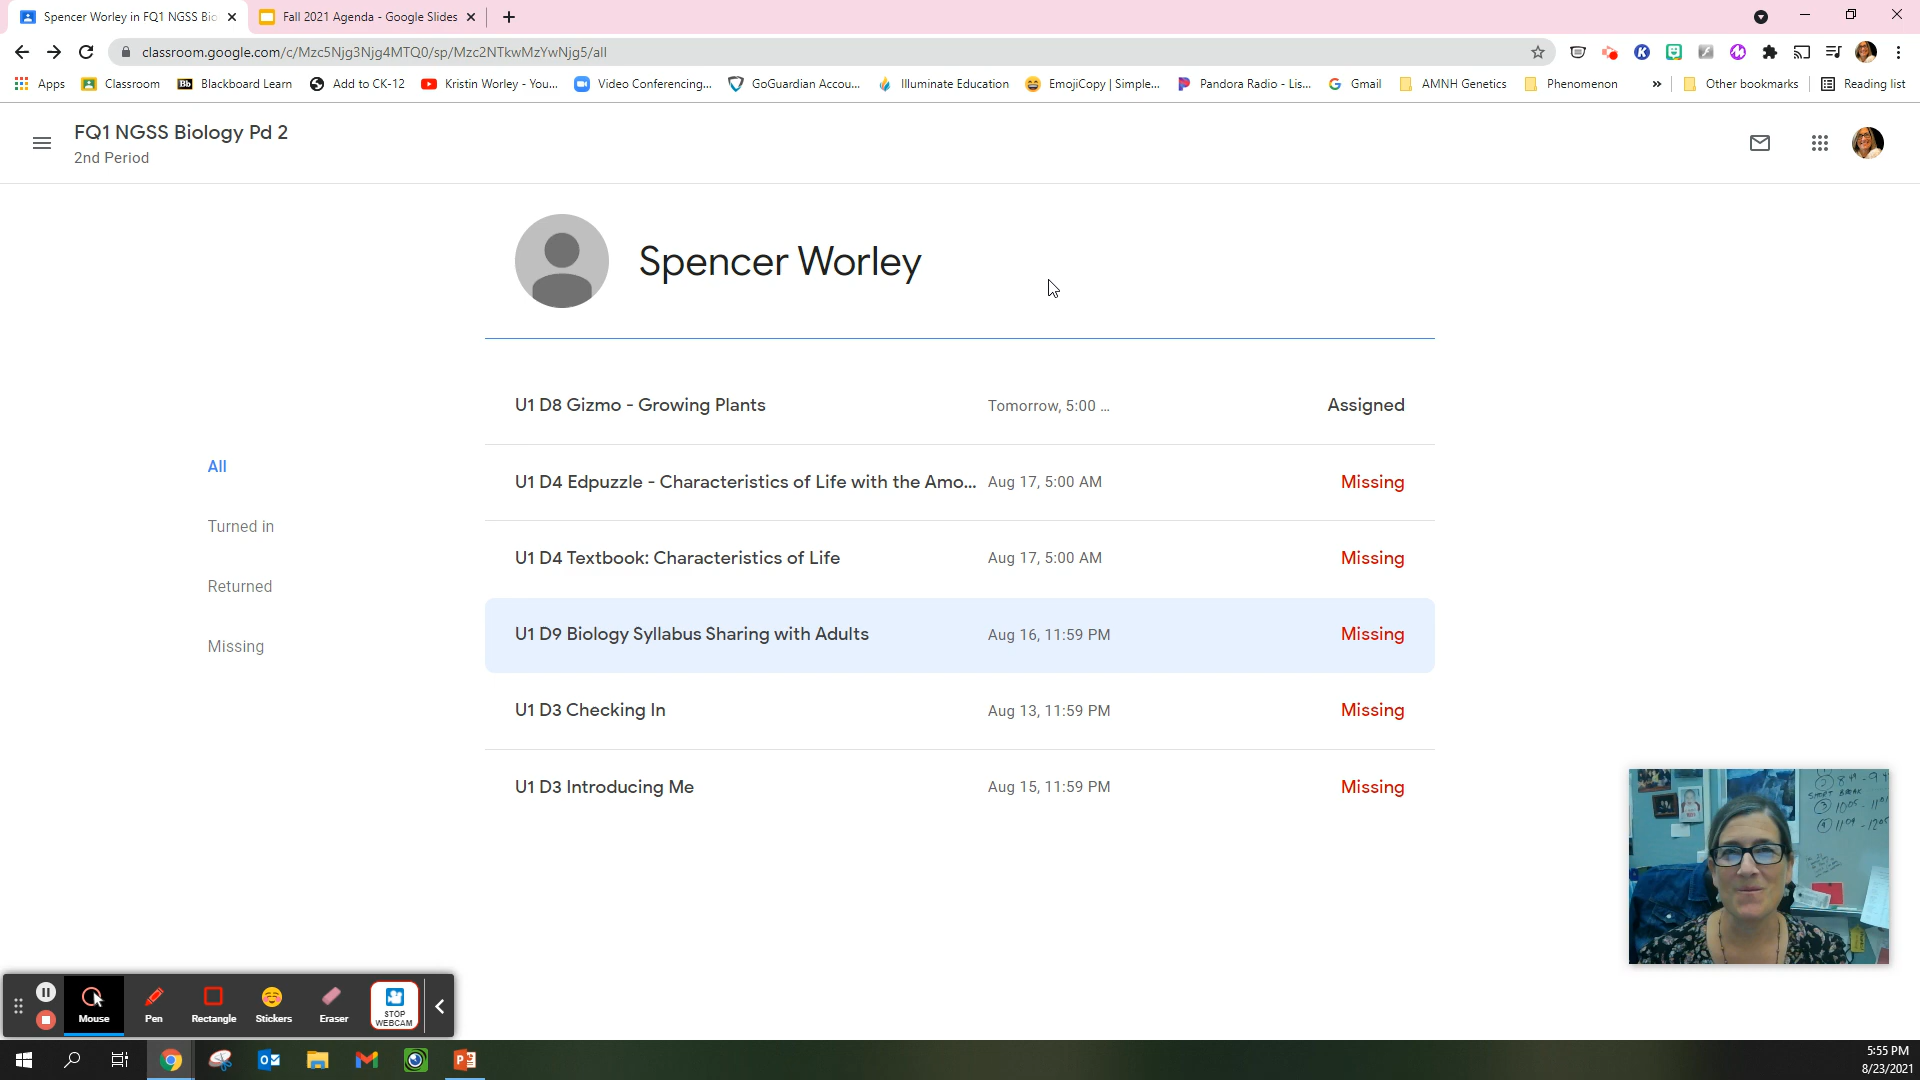 Spencer Worley in FQ1 NGSS Bio
Fall 2021 Agenda - Google Slides
classroom.google.com/c/Mzc5Njg3Njg4MTQ0/sp/Mzc2NTkwMzYwNjg5/all
Apps
Classroom
Bb Blackboard Learn
Add to CK-12
Kristin Worley - You...
Video Conferencing...
GoGuardian Accou...
Illuminate Education
EmojiCopy | Simple...
Pandora Radio - Lis...
Gmail
AMNH Genetics
Phenomenon
»
Other bookmarks
Reading list
FQ1 NGSS Biology Pd 2
2nd Period
Spencer Worley
U1 D8 Gizmo - Growing Plants Tomorrow, 5:00 ... Assigned
All
U1 D4 Edpuzzle - Characteristics of Life with the Amo... Aug 17, 5:00 AM Missing
Turned in
U1 D4 Textbook: Characteristics of Life Aug 17, 5:00 AM Missing
Returned
U1 D9 Biology Syllabus Sharing with Adults Aug 16, 11:59 PM Missing
Missing
U1 D3 Checking In Aug 13, 11:59 PM Missing
U1 D3 Introducing Me Aug 15, 11:59 PM Missing
SHORT BREAK
Mouse
Pen
Rectangle
Stickers
Eraser
STOP
WEBCAM
5:55 PM
8/23/2021